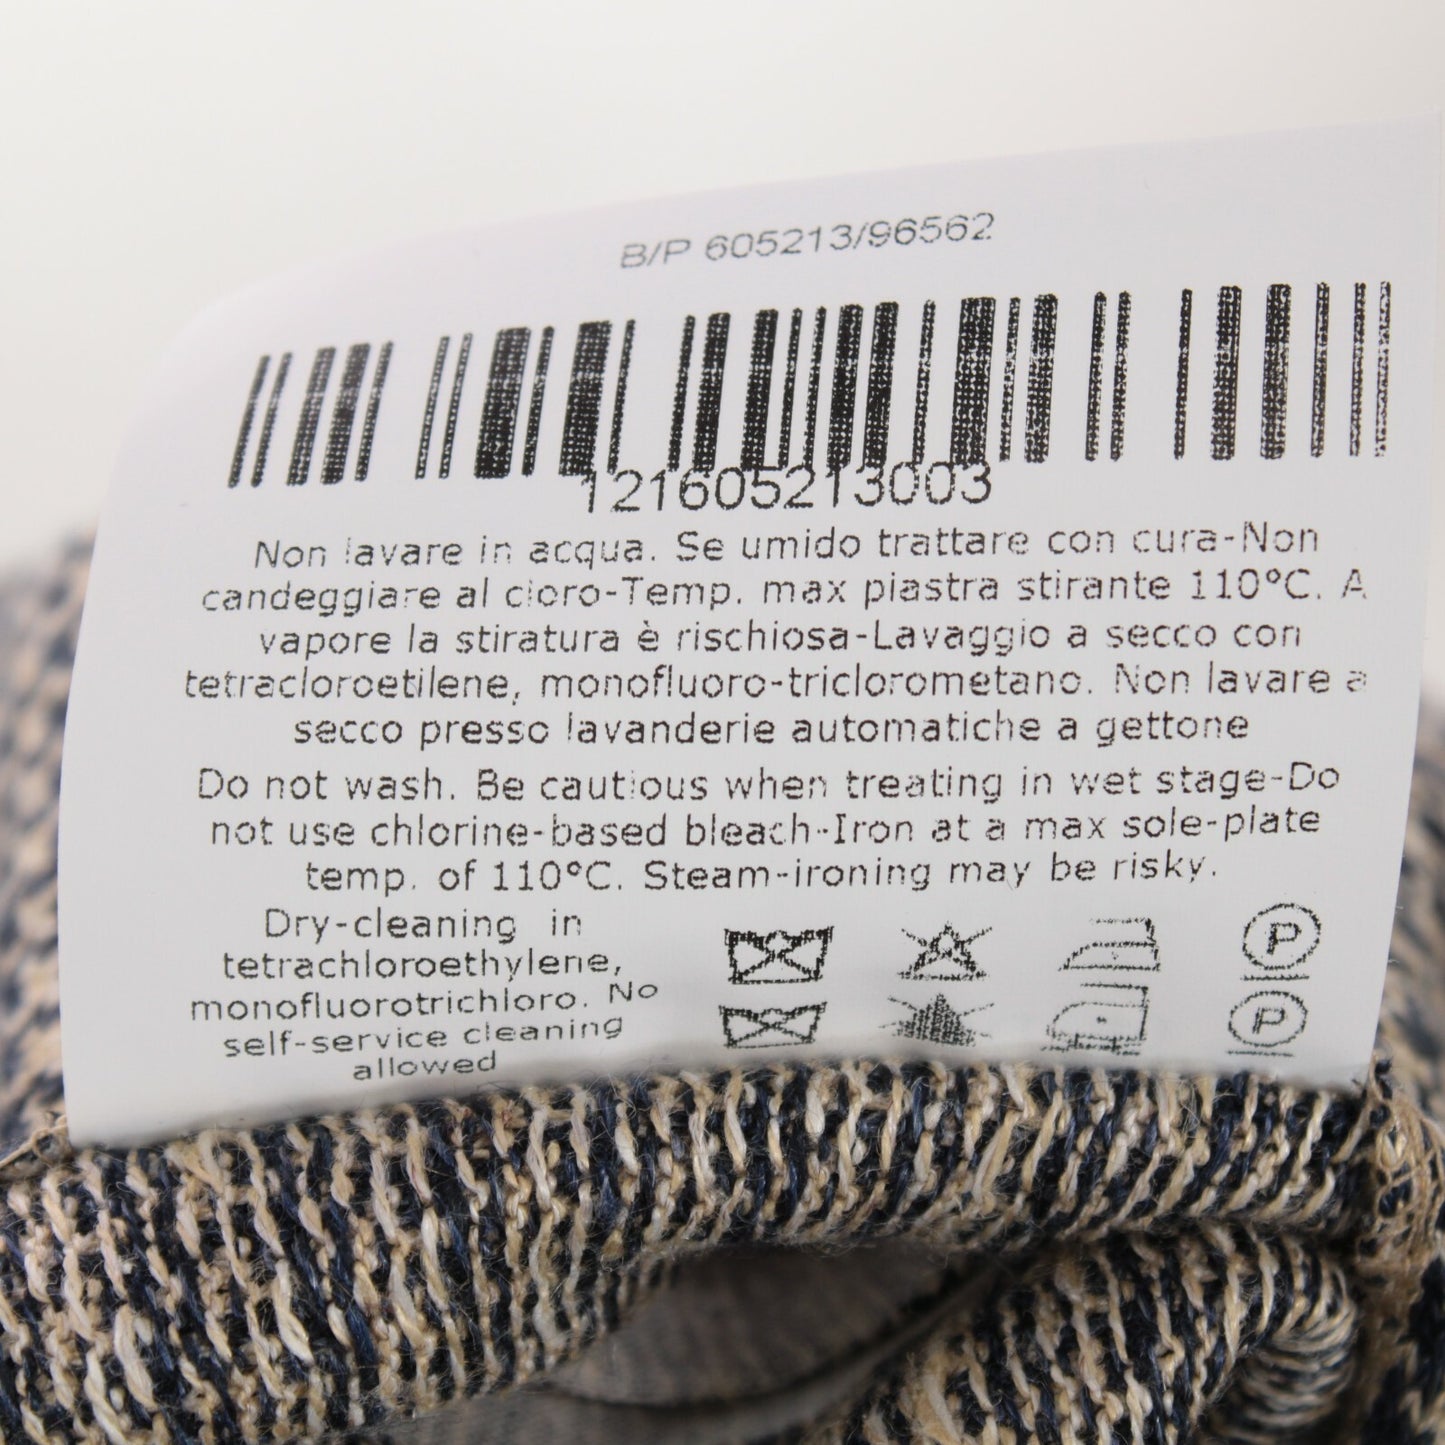 B/P 605213/96562
121605213003
Non lavare in acqua. Se umido trattare con cura-Non
candeggiare al cloro-Temp. max piastra stirante 110°C. A
vapore la stiratura è rischiosa-Lavaggio a secco con
tetracloroetilene, monofluoro-triclorometano. Non lavare a
secco presso lavanderie automatiche a gettone
Do not wash. Be cautious when treating in wet stage-Do
not use chlorine-based bleach-Iron at a max sole-plate
temp. of 110°C. Steam-ironing may be risky.
Dry-cleaning in
tetrachloroethylene,
monofluorotrichloro. No
self-service cleaning
allowed
P
P